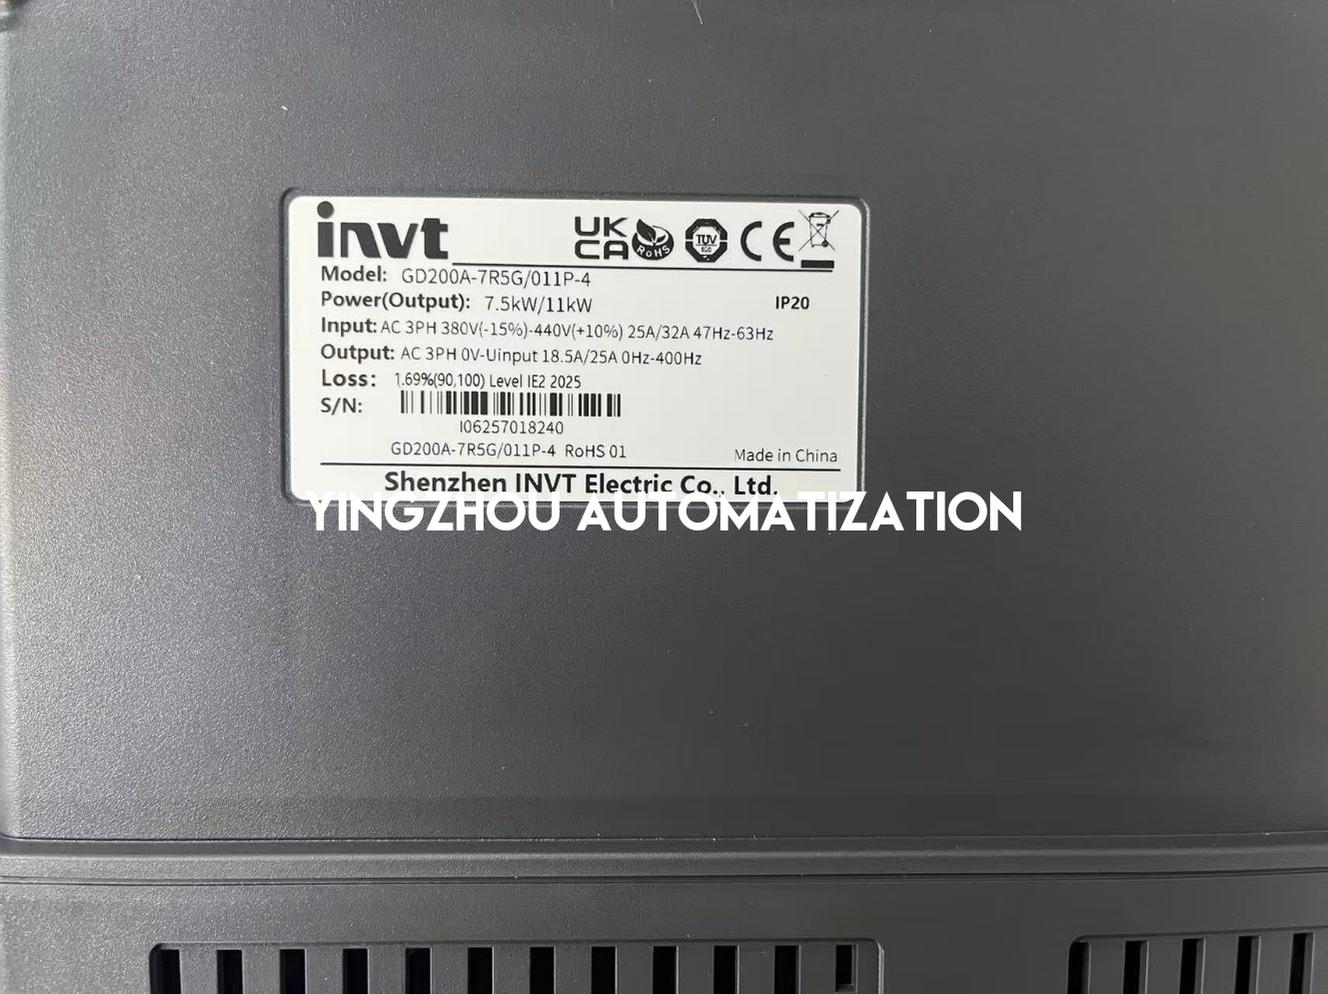 invt
UK
CA
RoHS
TUV
CE
Model: GD200A-7R5G/011P-4
Power(Output): 7.5kW/11kW
IP20
Input: AC 3PH 380V(-15%)-440V(+10%) 25A/32A 47Hz-63Hz
Output: AC 3PH 0V-Uinput 18.5A/25A 0Hz-400Hz
Loss: 1.69%(90,100) Level IE2 2025
S/N:
I06257018240
GD200A-7R5G/011P-4 RoHS 01
Made in China
Shenzhen INVT Electric Co., Ltd.
YINGZHOU AUTOMATIZATION